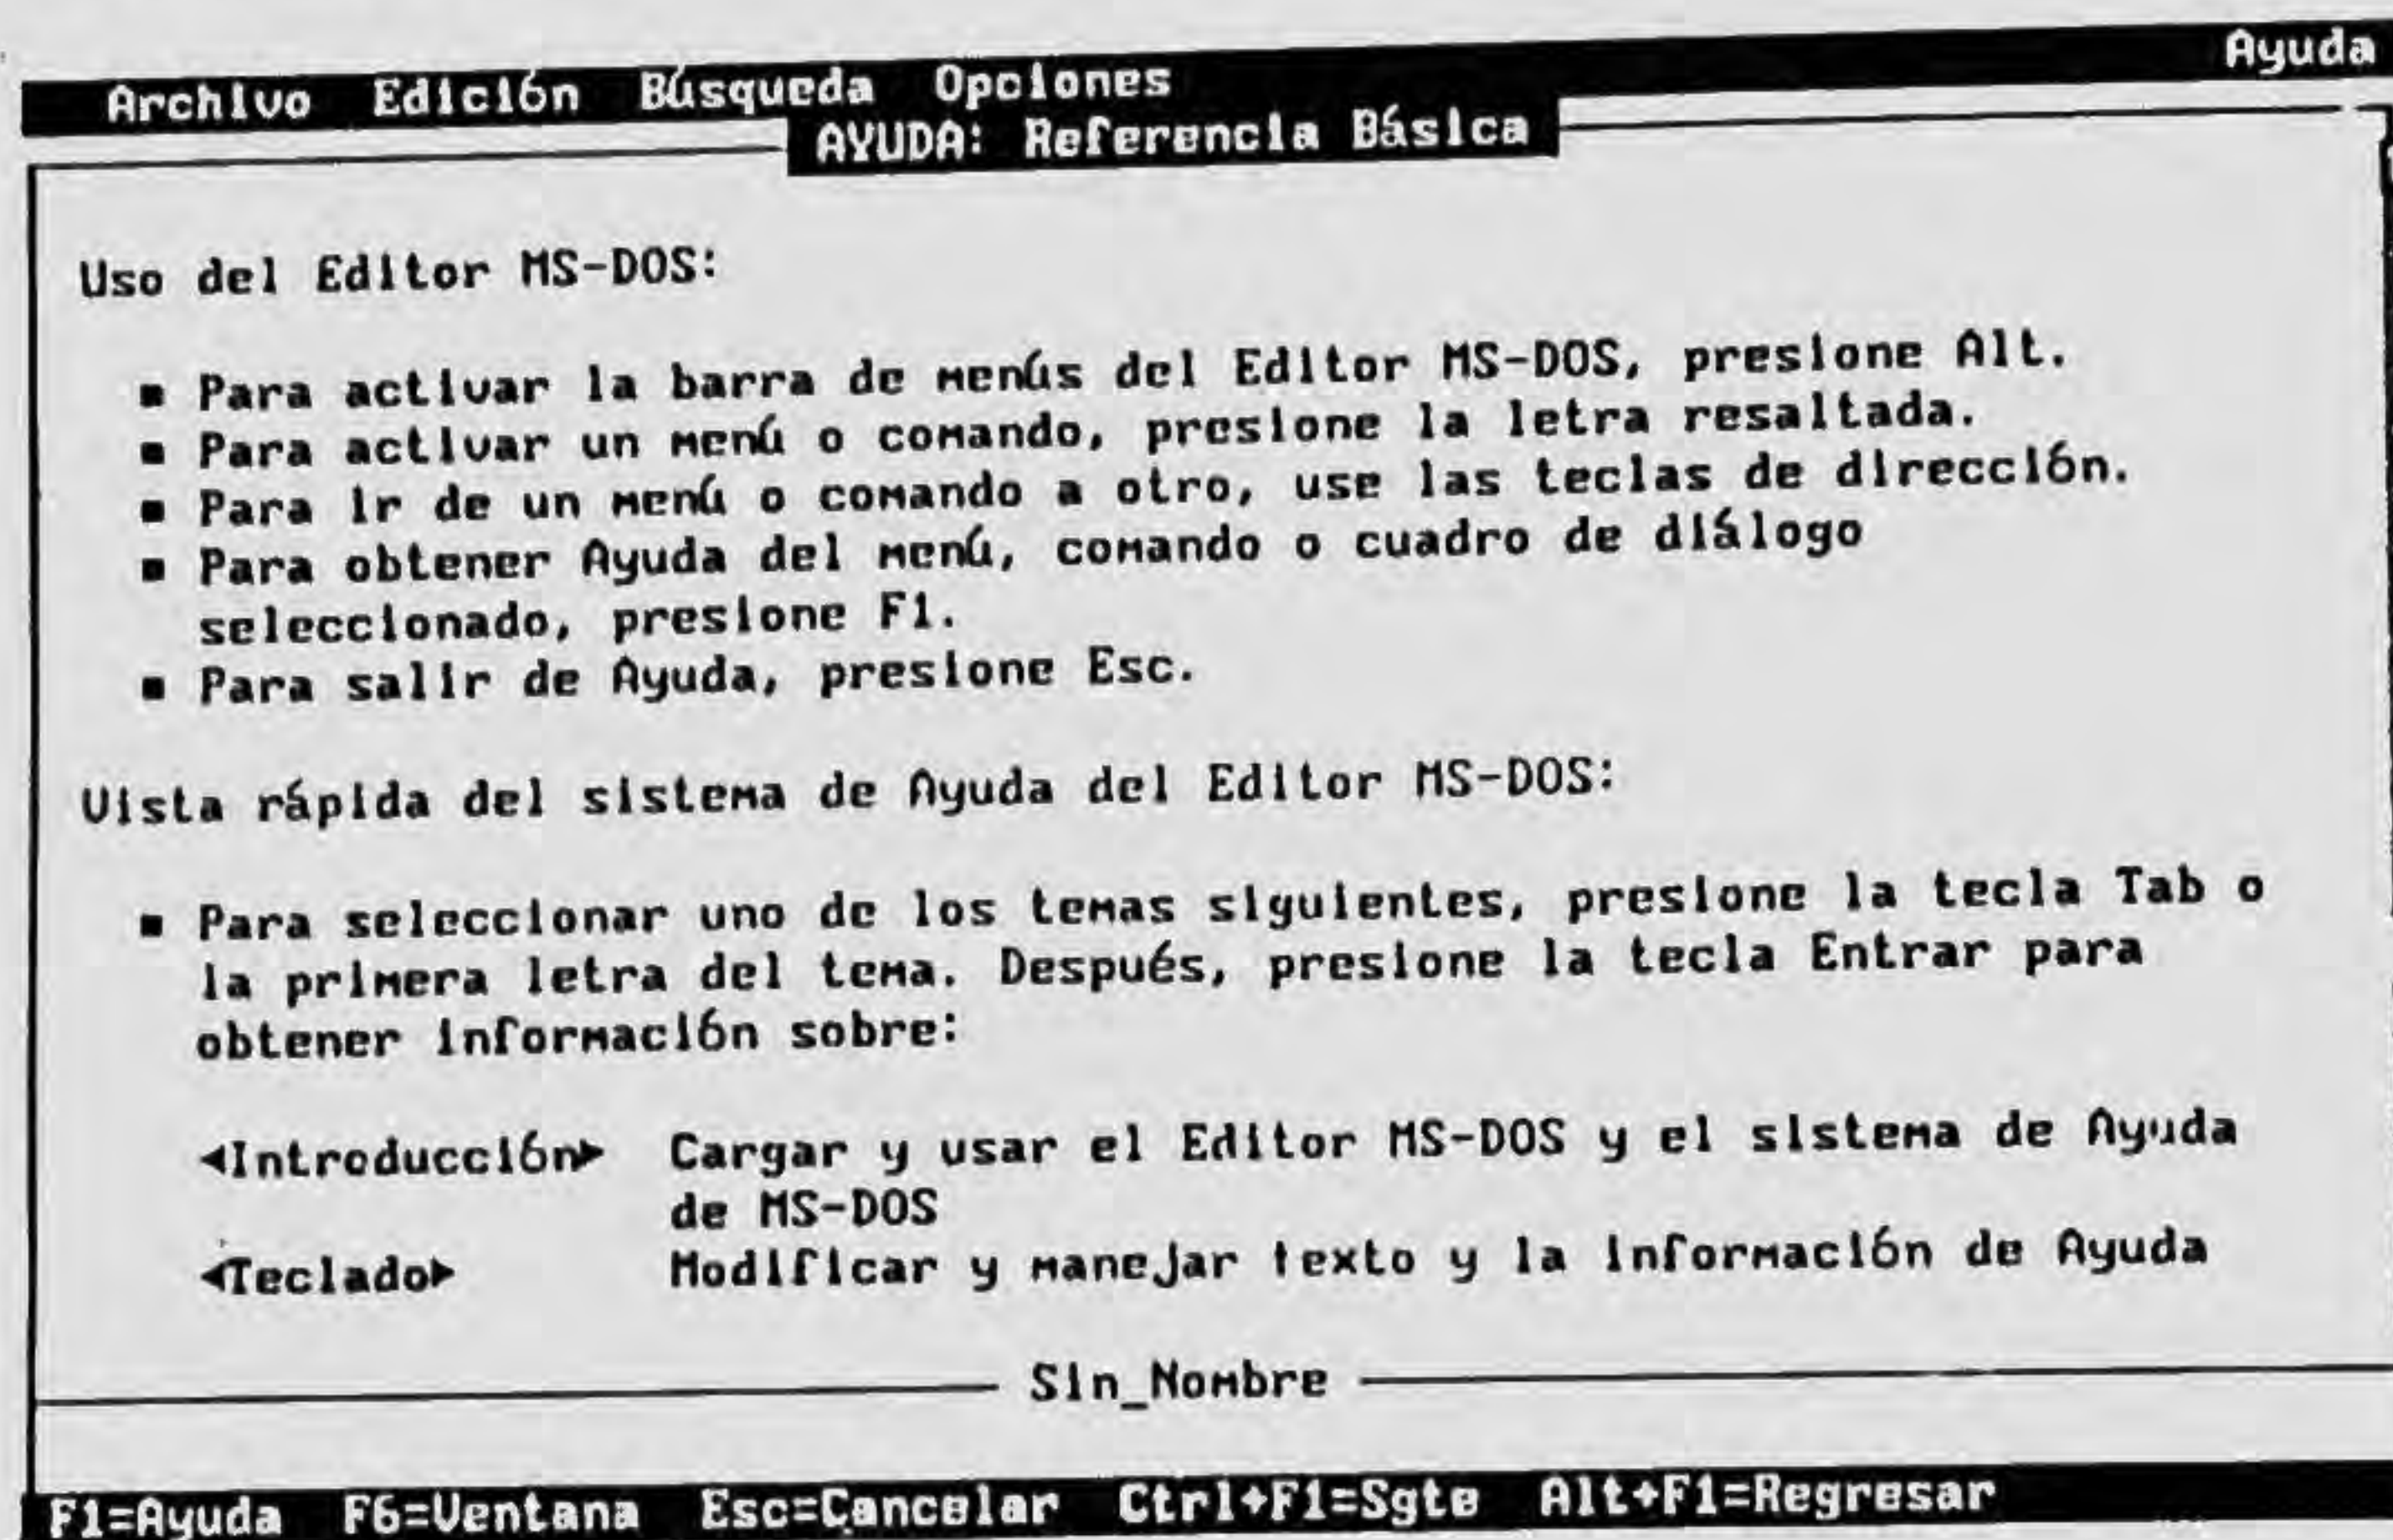 Archivo Edición Búsqueda Opciones Ayuda
AYUDA: Referencia Básica
Uso del Editor MS-DOS:
■ Para activar la barra de menús del Editor MS-DOS, presione Alt.
■ Para activar un menú o comando, presione la letra resaltada.
■ Para ir de un menú o comando a otro, use las teclas de dirección.
■ Para obtener Ayuda del menú, comando o cuadro de diálogo
seleccionado, presione F1.
■ Para salir de Ayuda, presione Esc.
Vista rápida del sistema de Ayuda del Editor MS-DOS:
■ Para seleccionar uno de los temas siguientes, presione la tecla Tab o
la primera letra del tema. Después, presione la tecla Entrar para
obtener información sobre:
◄Introducción► Cargar y usar el Editor MS-DOS y el sistema de Ayuda
de MS-DOS
◄Teclado► Modificar y manejar texto y la información de Ayuda
Sin_Nombre
F1=Ayuda F6=Ventana Esc=Cancelar Ctrl+F1=Sgte Alt+F1=Regresar